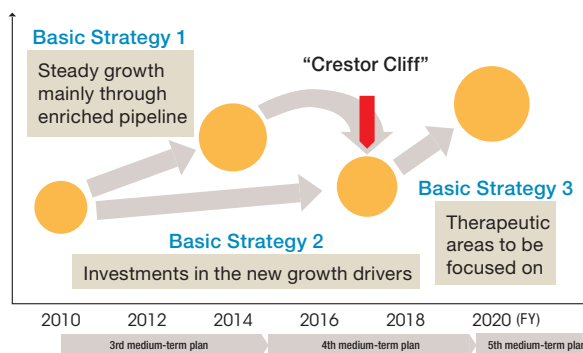 Basic Strategy 1
Steady growth
mainly through
enriched pipeline
“Crestor Cliff”
Basic Strategy 2
Investments in the new growth drivers
Basic Strategy 3
Therapeutic
areas to be
focused on
2010 2012 2014 2016 2018 2020 (FY)
3rd medium-term plan 4th medium-term plan 5th medium-term plan